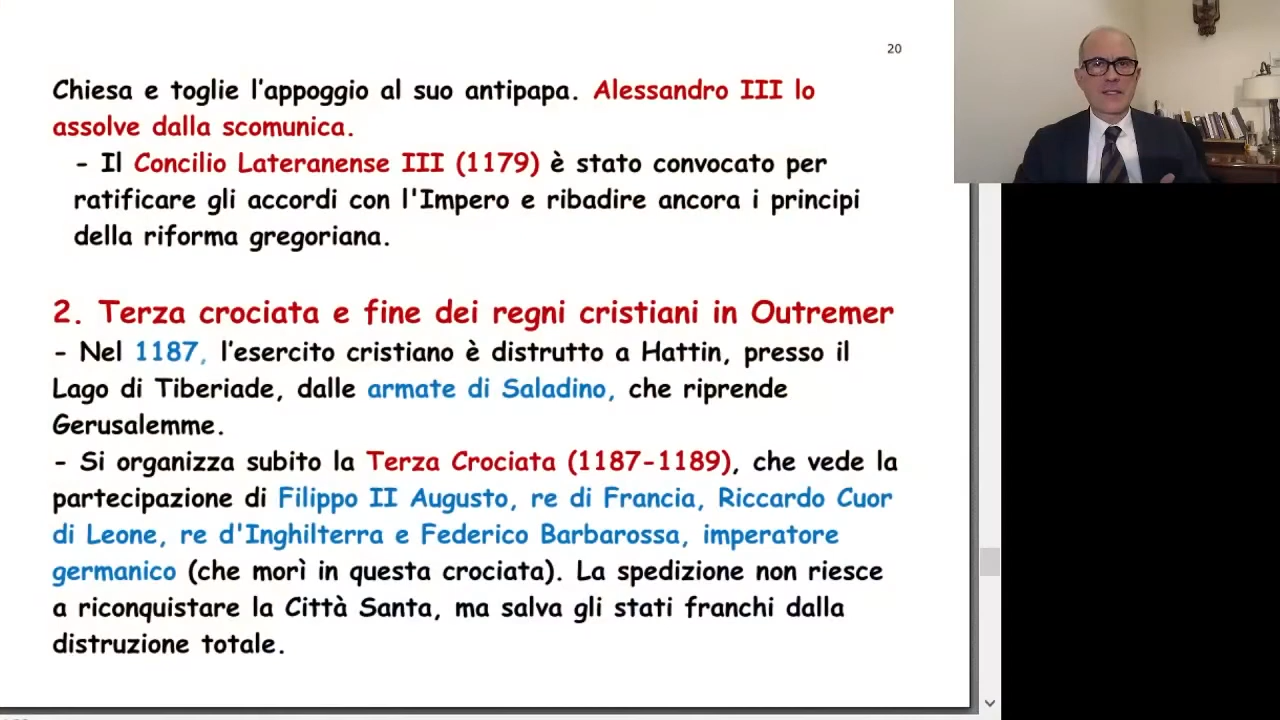 20
Chiesa e toglie l’appoggio al suo antipapa. Alessandro III lo
assolve dalla scomunica.
- Il Concilio Lateranense III (1179) è stato convocato per
ratificare gli accordi con l'Impero e ribadire ancora i principi
della riforma gregoriana.
2. Terza crociata e fine dei regni cristiani in Outremer
- Nel 1187, l’esercito cristiano è distrutto a Hattin, presso il
Lago di Tiberiade, dalle armate di Saladino, che riprende
Gerusalemme.
- Si organizza subito la Terza Crociata (1187-1189), che vede la
partecipazione di Filippo II Augusto, re di Francia, Riccardo Cuor
di Leone, re d'Inghilterra e Federico Barbarossa, imperatore
germanico (che morì in questa crociata). La spedizione non riesce
a riconquistare la Città Santa, ma salva gli stati franchi dalla
distruzione totale.